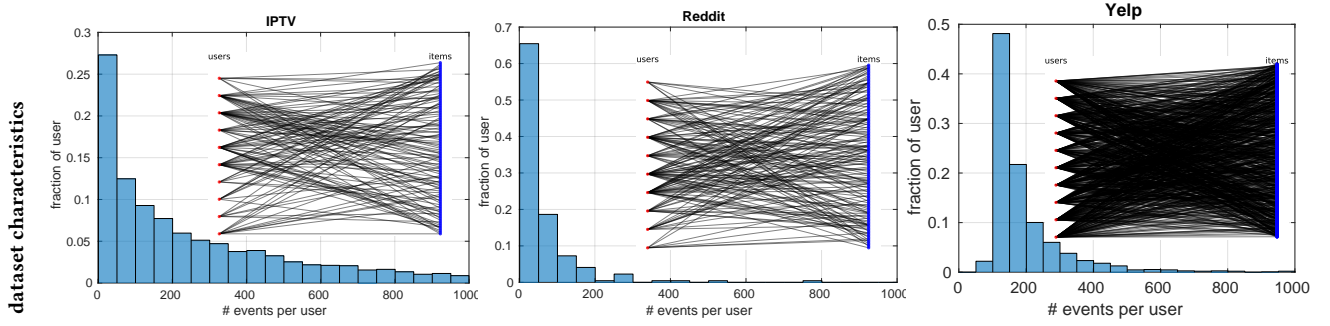 dataset characteristics
IPTV
0.3
0.25
0.2
0.15
0.1
0.05
0
fraction of user
users
items
0 200 400 600 800 1000
# events per user
Reddit
0.7
0.6
0.5
0.4
0.3
0.2
0.1
0
fraction of user
users
items
0 200 400 600 800 100
# events per user
Yelp
0.5
0.4
0.3
0.2
0.1
0
fraction of user
users
items
0 200 400 600 800 1000
# events per user